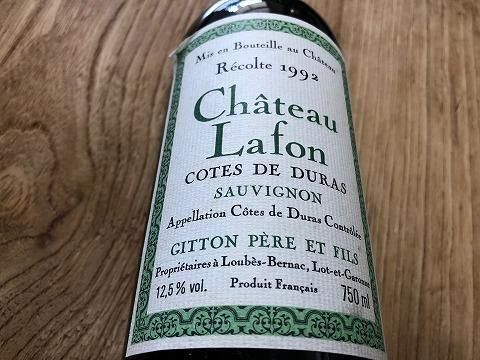 Mis en Bouteille au Château
Récolte 1992
Château
Lafon
COTES DE DURAS
SAUVIGNON
Appellation Côtes de Duras Contrôlée
GITTON PÈRE ET FILS
Propriétaires à Loubès-Bernac, Lot-et-Garonne
12,5% vol. Produit Français 750 ml